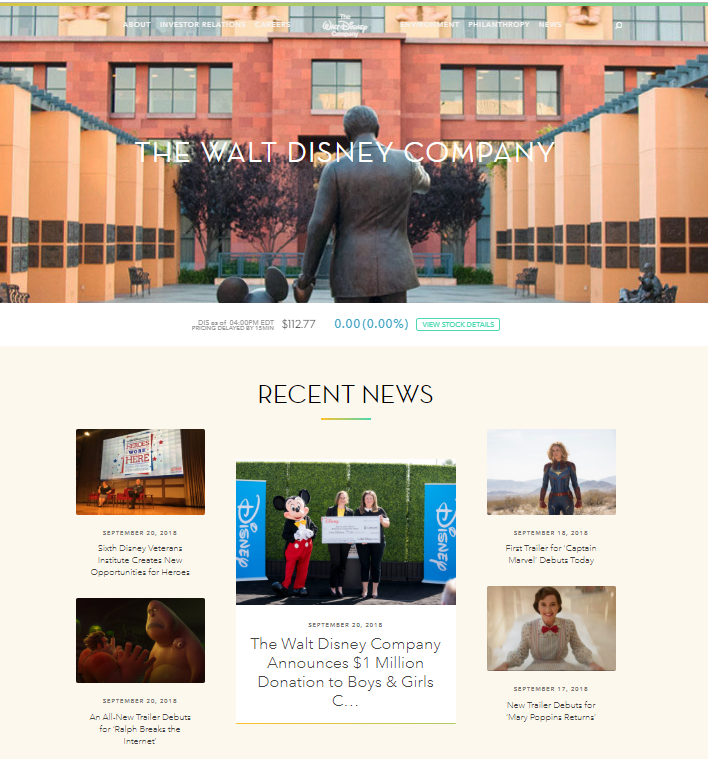 ABOUT INVESTOR RELATIONS CAREERS
The
Walt Disney
Company
ENVIRONMENT PHILANTHROPY NEWS
THE WALT DISNEY COMPANY
DIS as of 04:00PM EDT
PRICING DELAYED BY 15MIN
$112.77
0.00 (0.00%)
VIEW STOCK DETAILS
RECENT NEWS
HEROES
WORK
HERE
SEPTEMBER 20, 2018
Sixth Disney Veterans
Institute Creates New
Opportunities for Heroes
SEPTEMBER 20, 2018
An All-New Trailer Debuts
for 'Ralph Breaks the
Internet'
Disney
Disney
Disney
SEPTEMBER 20, 2018
The Walt Disney Company
Announces $1 Million
Donation to Boys & Girls
C...
SEPTEMBER 18, 2018
First Trailer for 'Captain
Marvel' Debuts Today
SEPTEMBER 17, 2018
New Trailer Debuts for
'Mary Poppins Returns'